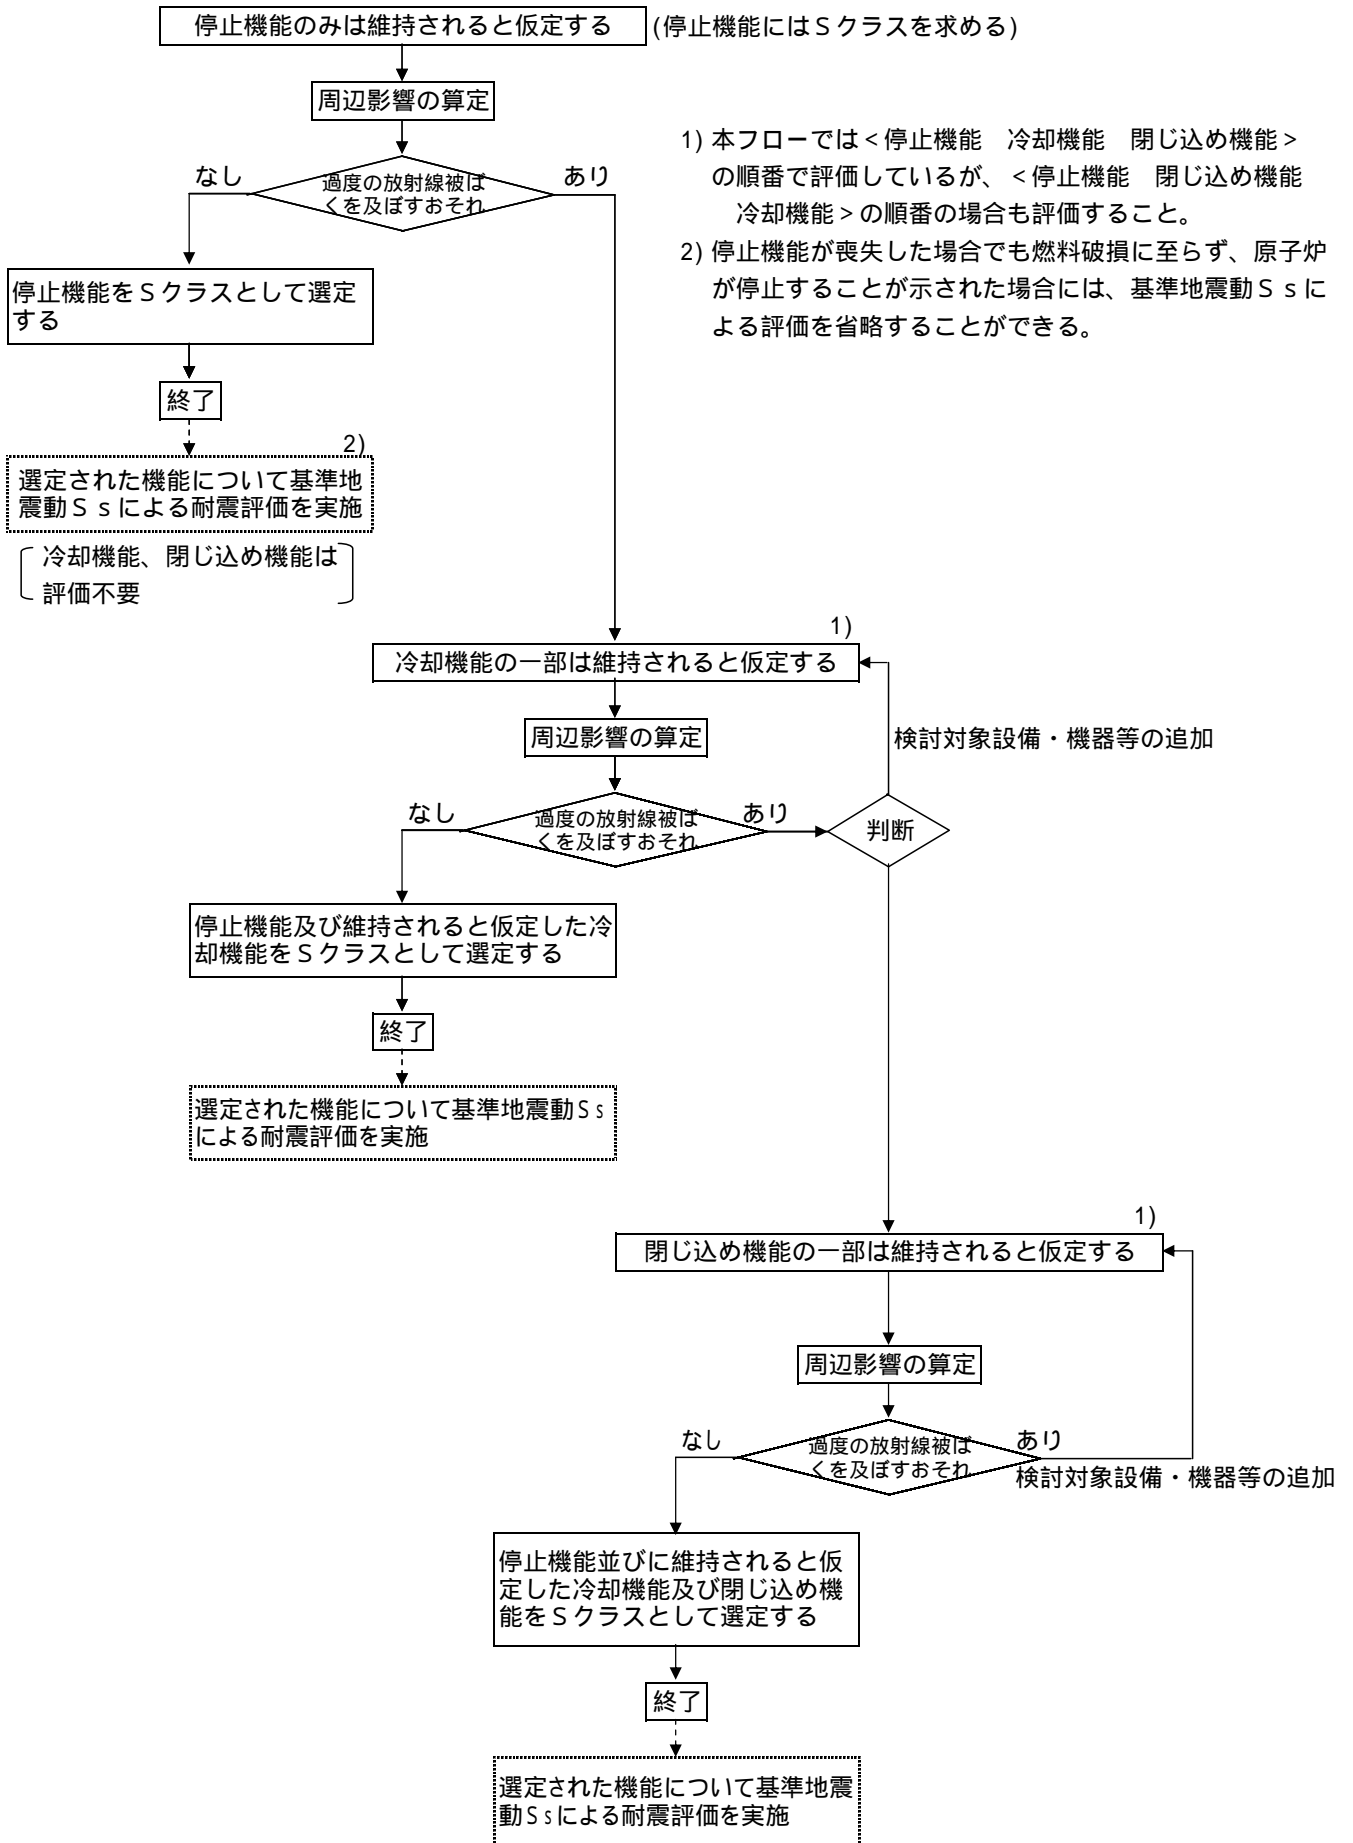 停止機能のみは維持されると仮定する
(停止機能にはＳクラスを求める)
周辺影響の算定
過度の放射線被ば
くを及ぼすおそれ
なし
あり
1) 本フローでは＜停止機能　冷却機能　閉じ込め機能＞
の順番で評価しているが、＜停止機能　閉じ込め機能
冷却機能＞の順番の場合も評価すること。
2) 停止機能が喪失した場合でも燃料破損に至らず、原子炉
が停止することが示された場合には、基準地震動Ｓｓに
よる評価を省略することができる。
停止機能をＳクラスとして選定
する
終了
2)
選定された機能について基準地
震動Ｓｓによる耐震評価を実施
冷却機能、閉じ込め機能は
評価不要
1)
冷却機能の一部は維持されると仮定する
周辺影響の算定
検討対象設備・機器等の追加
過度の放射線被ば
くを及ぼすおそれ
なし
あり
判断
停止機能及び維持されると仮定した冷
却機能をＳクラスとして選定する
終了
選定された機能について基準地震動Ｓｓ
による耐震評価を実施
1)
閉じ込め機能の一部は維持されると仮定する
周辺影響の算定
過度の放射線被ば
くを及ぼすおそれ
なし
あり
検討対象設備・機器等の追加
停止機能並びに維持されると仮
定した冷却機能及び閉じ込め機
能をＳクラスとして選定する
終了
選定された機能について基準地震
動Ｓｓによる耐震評価を実施